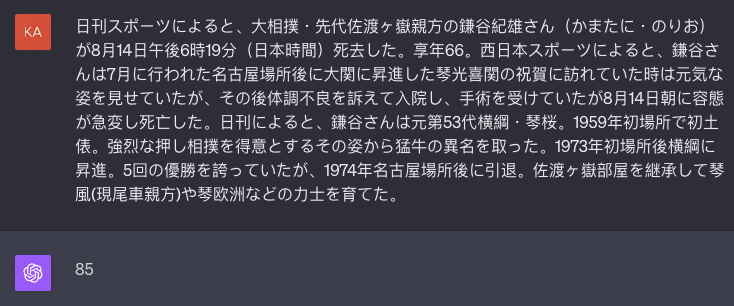 KA
日刊スポーツによると、大相撲・先代佐渡ヶ嶽親方の鎌谷紀雄さん（かまたに・のりお）
が8月14日午後6時19分（日本時間）死去した。享年66。西日本スポーツによると、鎌谷さ
んは7月に行われた名古屋場所後に大関に昇進した琴光喜関の祝賀に訪れていた時は元気な
姿を見せていたが、その後体調不良を訴えて入院し、手術を受けていたが8月14日朝に容態
が急変し死亡した。日刊によると、鎌谷さんは元第53代横綱・琴桜。1959年初場所で初土
俵。強烈な押し相撲を得意とするその姿から猛牛の異名を取った。1973年初場所後横綱に
昇進。5回の優勝を誇っていたが、1974年名古屋場所後に引退。佐渡ヶ嶽部屋を継承して琴
風(現尾車親方)や琴欧洲などの力士を育てた。
85